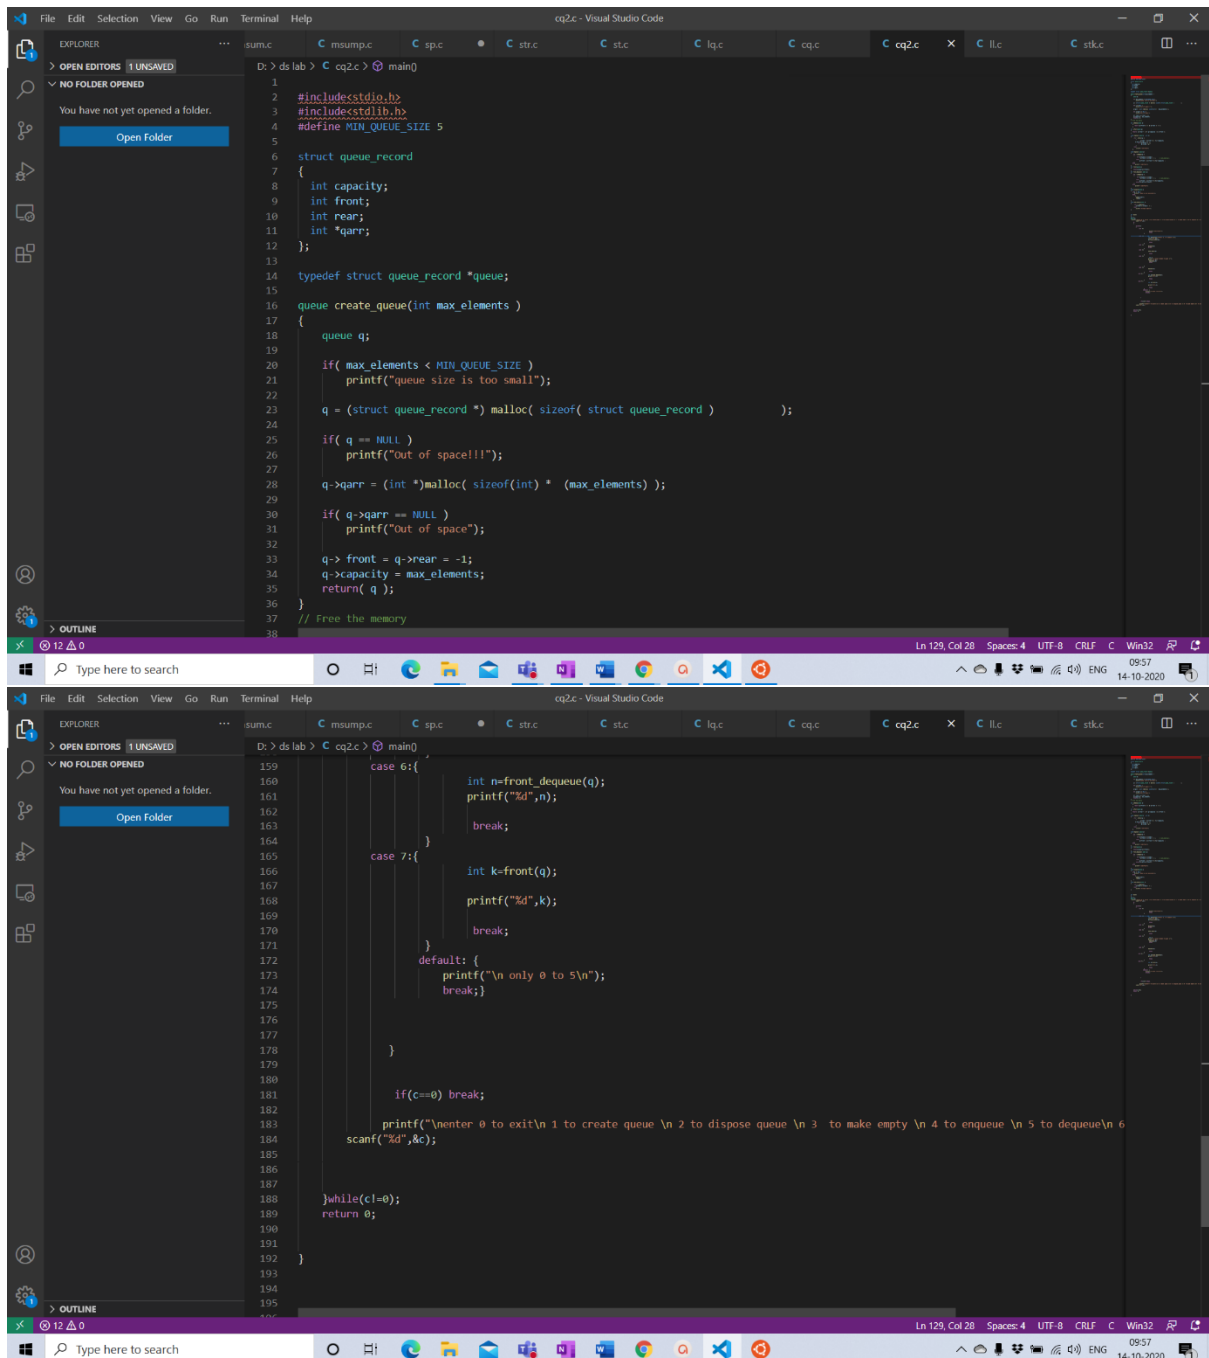 File Edit Selection View Go Run Terminal Help cq2.c - Visual Studio Code
EXPLORER ··· sum.c C msump.c C sp.c ● C str.c C st.c C lq.c C cq.c C cq2.c × C ll.c C stk.c ···
> OPEN EDITORS 1 UNSAVED D: > ds lab > C cq2.c > main()
NO FOLDER OPENED
You have not yet opened a folder.
Open Folder
1
2 #include<stdio.h>
3 #include<stdlib.h>
4 #define MIN_QUEUE_SIZE 5
5
6 struct queue_record
7 {
8 int capacity;
9 int front;
10 int rear;
11 int *qarr;
12 };
13
14 typedef struct queue_record *queue;
15
16 queue create_queue(int max_elements )
17 {
18 queue q;
19
20 if( max_elements < MIN_QUEUE_SIZE )
21 printf("queue size is too small");
22
23 q = (struct queue_record *) malloc( sizeof( struct queue_record ) );
24
25 if( q == NULL )
26 printf("Out of space!!!");
27
28 q->qarr = (int *)malloc( sizeof(int) * (max_elements) );
29
30 if( q->qarr == NULL )
31 printf("Out of space");
32
33 q-> front = q->rear = -1;
34 q->capacity = max_elements;
35 return( q );
36 }
37 // Free the memory
38
> OUTLINE
12 0 Ln 129, Col 28 Spaces: 4 UTF-8 CRLF C Win32
Type here to search ENG 09:57
14-10-2020
File Edit Selection View Go Run Terminal Help cq2.c - Visual Studio Code
EXPLORER ··· sum.c C msump.c C sp.c ● C str.c C st.c C lq.c C cq.c C cq2.c × C ll.c C stk.c ···
> OPEN EDITORS 1 UNSAVED D: > ds lab > C cq2.c > main()
NO FOLDER OPENED
You have not yet opened a folder.
Open Folder
159 case 6:{
160 int n=front_dequeue(q);
161 printf("%d",n);
162
163 break;
164 }
165 case 7:{
166 int k=front(q);
167
168 printf("%d",k);
169
170 break;
171 }
172 default: {
173 printf("\n only 0 to 5\n");
174 break;}
175
176
177
178 }
179
180
181 if(c==0) break;
182
183 printf("\nenter 0 to exit\n 1 to create queue \n 2 to dispose queue \n 3 to make empty \n 4 to enqueue \n 5 to dequeue\n 6
184 scanf("%d",&c);
185
186
187
188 }while(c!=0);
189 return 0;
190
191
192 }
193
194
195
> OUTLINE
12 0 Ln 129, Col 28 Spaces: 4 UTF-8 CRLF C Win32
Type here to search ENG 09:57
14-10-2020